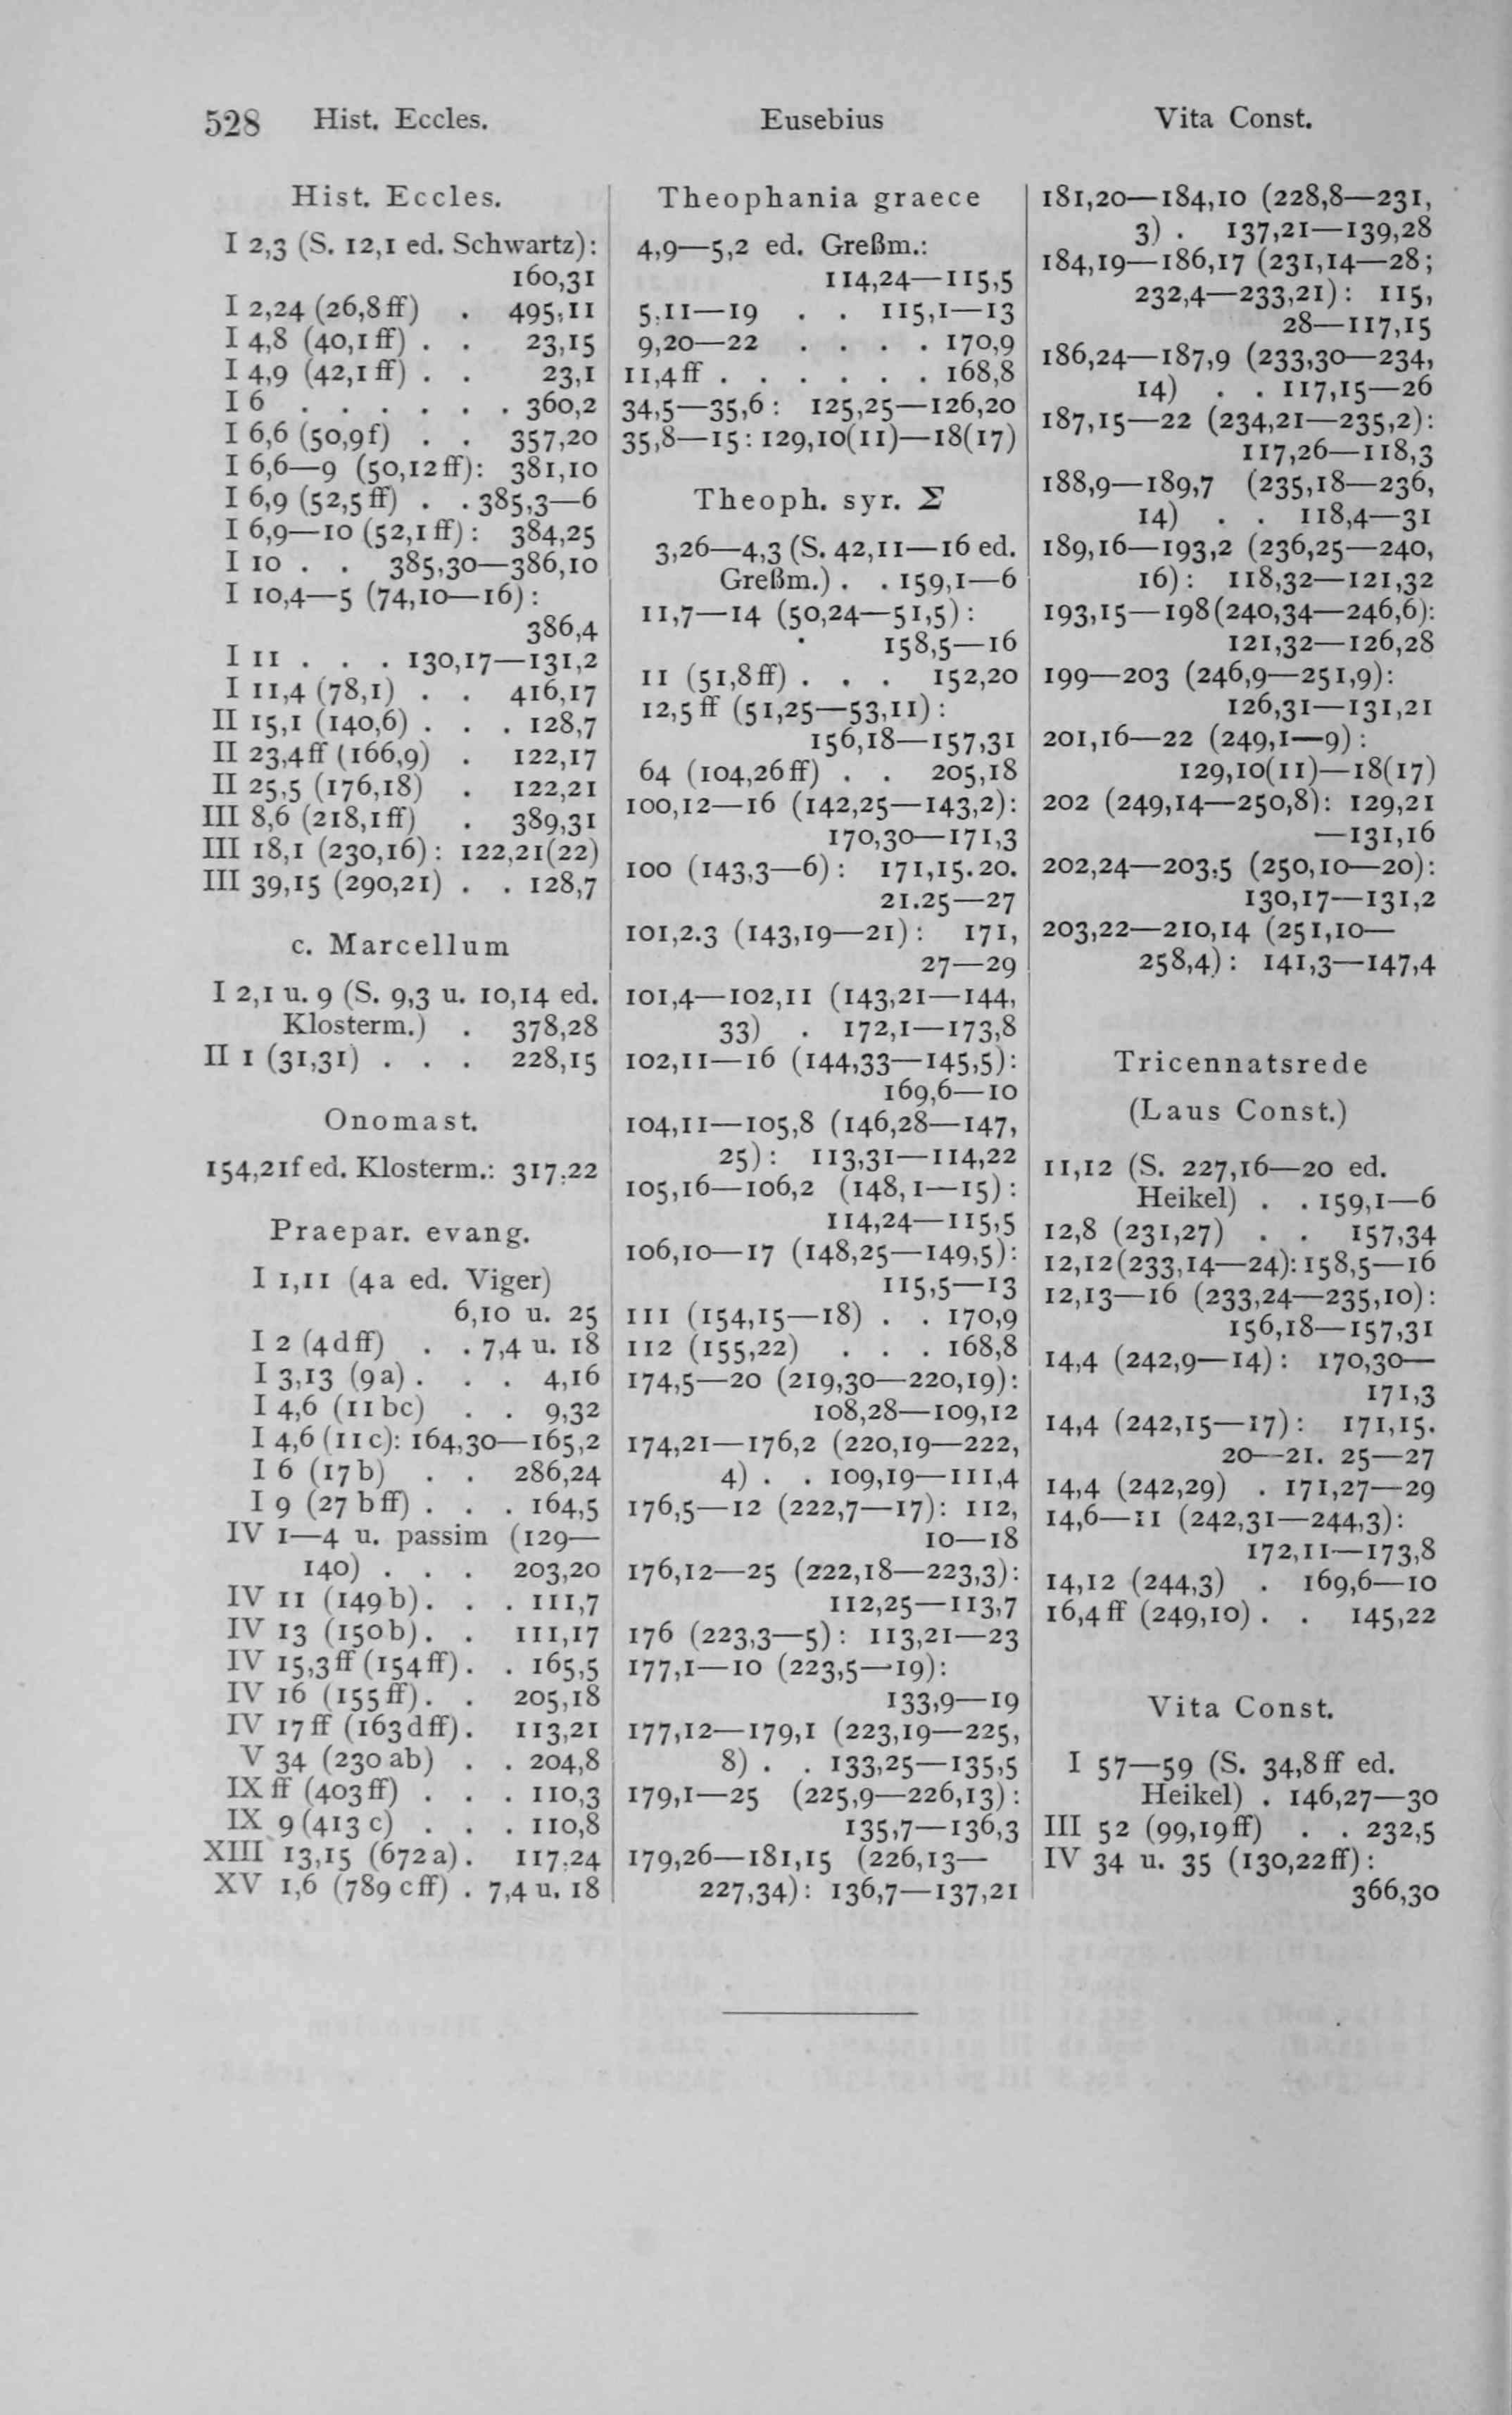 528 Hist. Eccles. Eusebius Vita Const.
Hist. Eccles.
I 2,3 (S. 12,1 ed. Schwartz):
160,31
I 2,24 (26,8 ff) . 495,11
I 4,8 (40,1 ff) . . 23,15
I 4,9 (42,1 ff) . . 23,1
I 6 . . . . . . . 360,2
I 6,6 (50,9 f) . . 357,20
I 6,6—9 (50,12 ff): 381,10
I 6,9 (52,5 ff) . . 385,3—6
I 6,9—10 (52,1 ff): 384,25
I 10 . . 385,30—386,10
I 10,4—5 (74,10—16):
386,4
I 11 . . . 130,17—131,2
I 11,4 (78,1) . . 416,17
II 15,1 (140,6) . . . 128,7
II 23,4ff (166,9) . 122,17
II 25,5 (176,18) . 122,21
III 8,6 (218,1 ff) . 389,31
III 18,1 (230,16): 122,21(22)
III 39,15 (290,21) . . 128,7
c. Marcellum
I 2,1 u. 9 (S. 9,3 u. 10,14 ed.
Klosterm.) . 378,28
II 1 (31,31) . . . 228,15
Onomast.
154,21f ed. Klosterm.: 317,22
Praepar. evang.
I 1,11 (4a ed. Viger)
6,10 u. 25
I 2 (4d ff) . . 7,4 u. 18
I 3,13 (9a) . . . 4,16
I 4,6 (11bc) . . 9,32
I 4,6 (11c): 164,30—165,2
I 6 (17b) . . 286,24
I 9 (27 b ff) . . . 164,5
IV 1—4 u. passim (129—
140) . . . 203,20
IV 11 (149b) . . . 111,7
IV 13 (150b) . . 111,17
IV 15,3 ff (154 ff) . . 165,5
IV 16 (155 ff) . . 205,18
IV 17 ff (163 d ff) . 113,21
V 34 (230 ab) . . 204,8
IX ff (403 ff) . . . 110,3
IX 9 (413 c) . . . 110,8
XIII 13,15 (672 a) . 117,24
XV 1,6 (789 c ff) . 7,4 u. 18
Theophania graece
4,9—5,2 ed. Greßm.:
114,24—115,5
5,11—19 . . 115,1—13
9,20—22 . . . . 170,9
11,4 ff . . . . . . 168,8
34,5—35,6: 125,25—126,20
35,8—15: 129,10(11)—18(17)
Theoph. syr. Σ
3,26—4,3 (S. 42,11—16 ed.
Greßm.) . . 159,1—6
11,7—14 (50,24—51,5):
158,5—16
11 (51,8 ff) . . . 152,20
12,5 ff (51,25—53,11):
156,18—157,31
64 (104,26 ff) . . 205,18
100,12—16 (142,25—143,2):
170,30—171,3
100 (143,3—6): 171,15.20.
21.25—27
101,2.3 (143,19—21): 171,
27—29
101,4—102,11 (143,21—144,
33) . 172,1—173,8
102,11—16 (144,33—145,5):
169,6—10
104,11—105,8 (146,28—147,
25): 113,31—114,22
105,16—106,2 (148,1—15):
114,24—115,5
106,10—17 (148,25—149,5):
115,5—13
111 (154,15—18) . . 170,9
112 (155,22) . . . 168,8
174,5—20 (219,30—220,19):
108,28—109,12
174,21—176,2 (220,19—222,
4) . . 109,19—111,4
176,5—12 (222,7—17): 112,
10—18
176,12—25 (222,18—223,3):
112,25—113,7
176 (223,3—5): 113,21—23
177,1—10 (223,5—19):
133,9—19
177,12—179,1 (223,19—225,
8) . . 133,25—135,5
179,1—25 (225,9—226,13):
135,7—136,3
179,26—181,15 (226,13—
227,34): 136,7—137,21
181,20—184,10 (228,8—231,
3) . 137,21—139,28
184,19—186,17 (231,14—28;
232,4—233,21): 115,
28—117,15
186,24—187,9 (233,30—234,
14) . . 117,15—26
187,15—22 (234,21—235,2):
117,26—118,3
188,9—189,7 (235,18—236,
14) . . 118,4—31
189,16—193,2 (236,25—240,
16): 118,32—121,32
193,15—198 (240,34—246,6):
121,32—126,28
199—203 (246,9—251,9):
126,31—131,21
201,16—22 (249,1—9):
129,10(11)—18(17)
202 (249,14—250,8): 129,21
—131,16
202,24—203,5 (250,10—20):
130,17—131,2
203,22—210,14 (251,10—
258,4): 141,3—147,4
Tricennatsrede
(Laus Const.)
11,12 (S. 227,16—20 ed.
Heikel) . . 159,1—6
12,8 (231,27) . . 157,34
12,12 (233,14—24): 158,5—16
12,13—16 (233,24—235,10):
156,18—157,31
14,4 (242,9—14): 170,30—
171,3
14,4 (242,15—17): 171,15.
20—21. 25—27
14,4 (242,29) . 171,27—29
14,6—11 (242,31—244,3):
172,11—173,8
14,12 (244,3) . 169,6—10
16,4 ff (249,10) . . 145,22
Vita Const.
I 57—59 (S. 34,8 ff ed.
Heikel) . 146,27—30
III 52 (99,19 ff) . . 232,5
IV 34 u. 35 (130,22 ff):
366,30